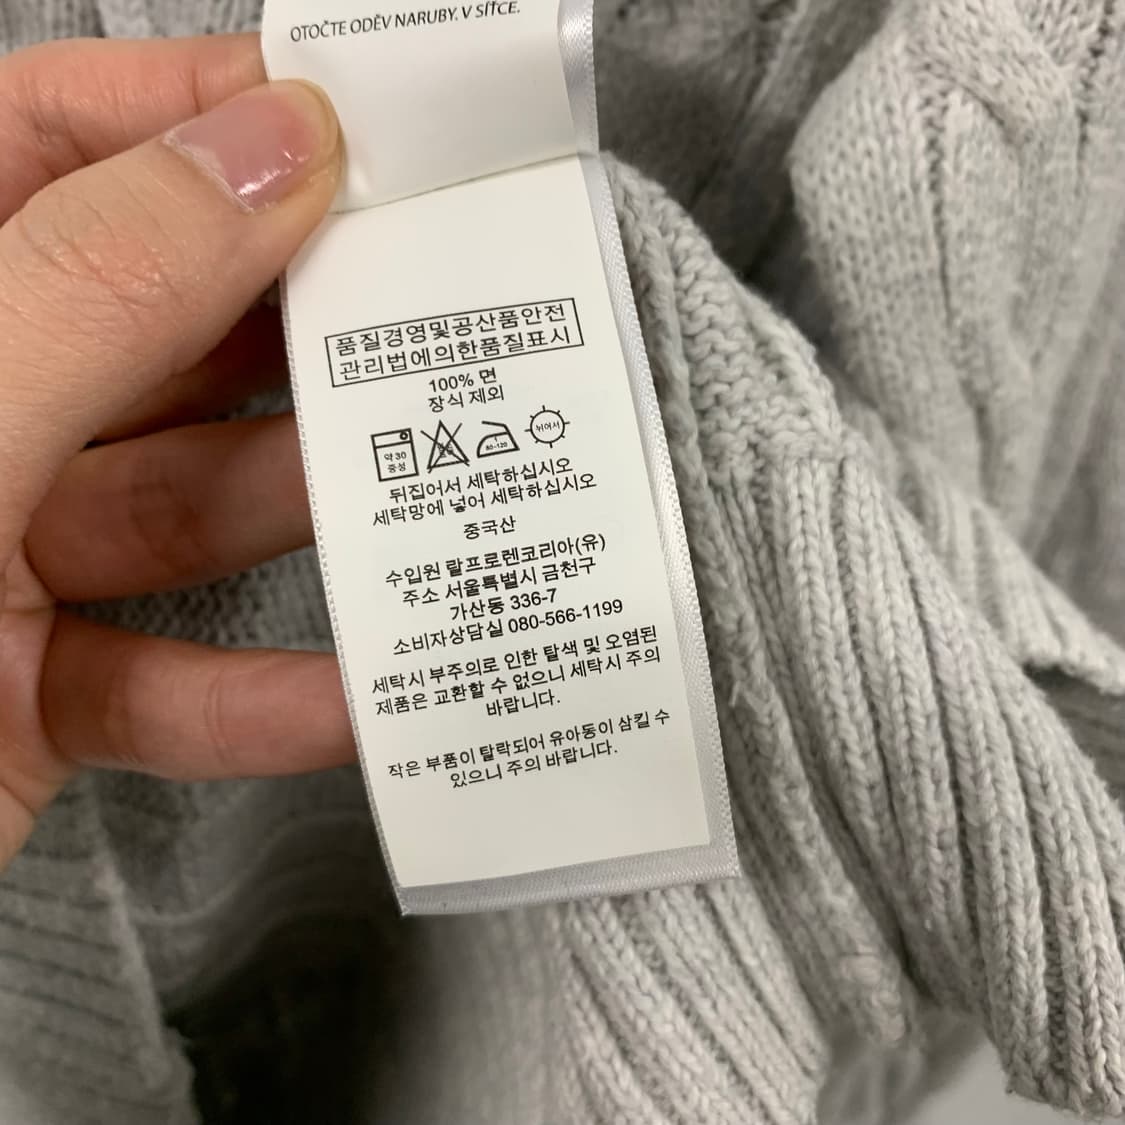 OTOČTE ODĚV NARUBY. V SÍŤCE.
품질경영및공산품안전
관리법에의한품질표시
100% 면
장식 제외
약 30
중성
80-120
뉘어서
뒤집어서 세탁하십시오
세탁망에 넣어 세탁하십시오
중국산
수입원 랄프로렌코리아(유)
주소 서울특별시 금천구
가산동 336-7
소비자상담실 080-566-1199
세탁시 부주의로 인한 탈색 및 오염된
제품은 교환할 수 없으니 세탁시 주의
바랍니다.
작은 부품이 탈락되어 유아동이 삼킬 수
있으니 주의 바랍니다.